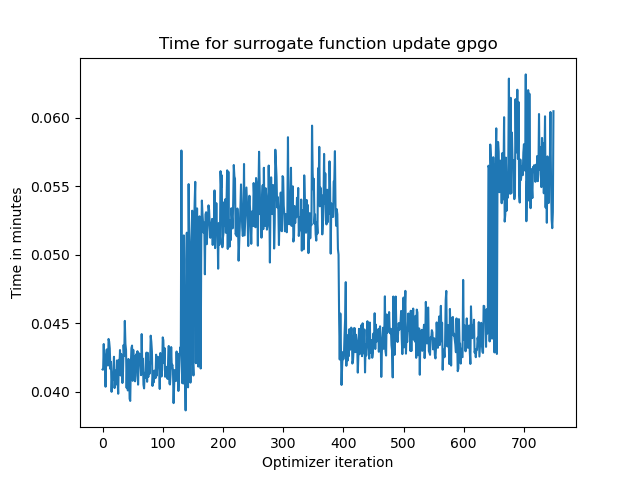 Time for surrogate function update gpgo
Time in minutes
0.060
0.055
0.050
0.045
0.040
0 100 200 300 400 500 600 700
Optimizer iteration